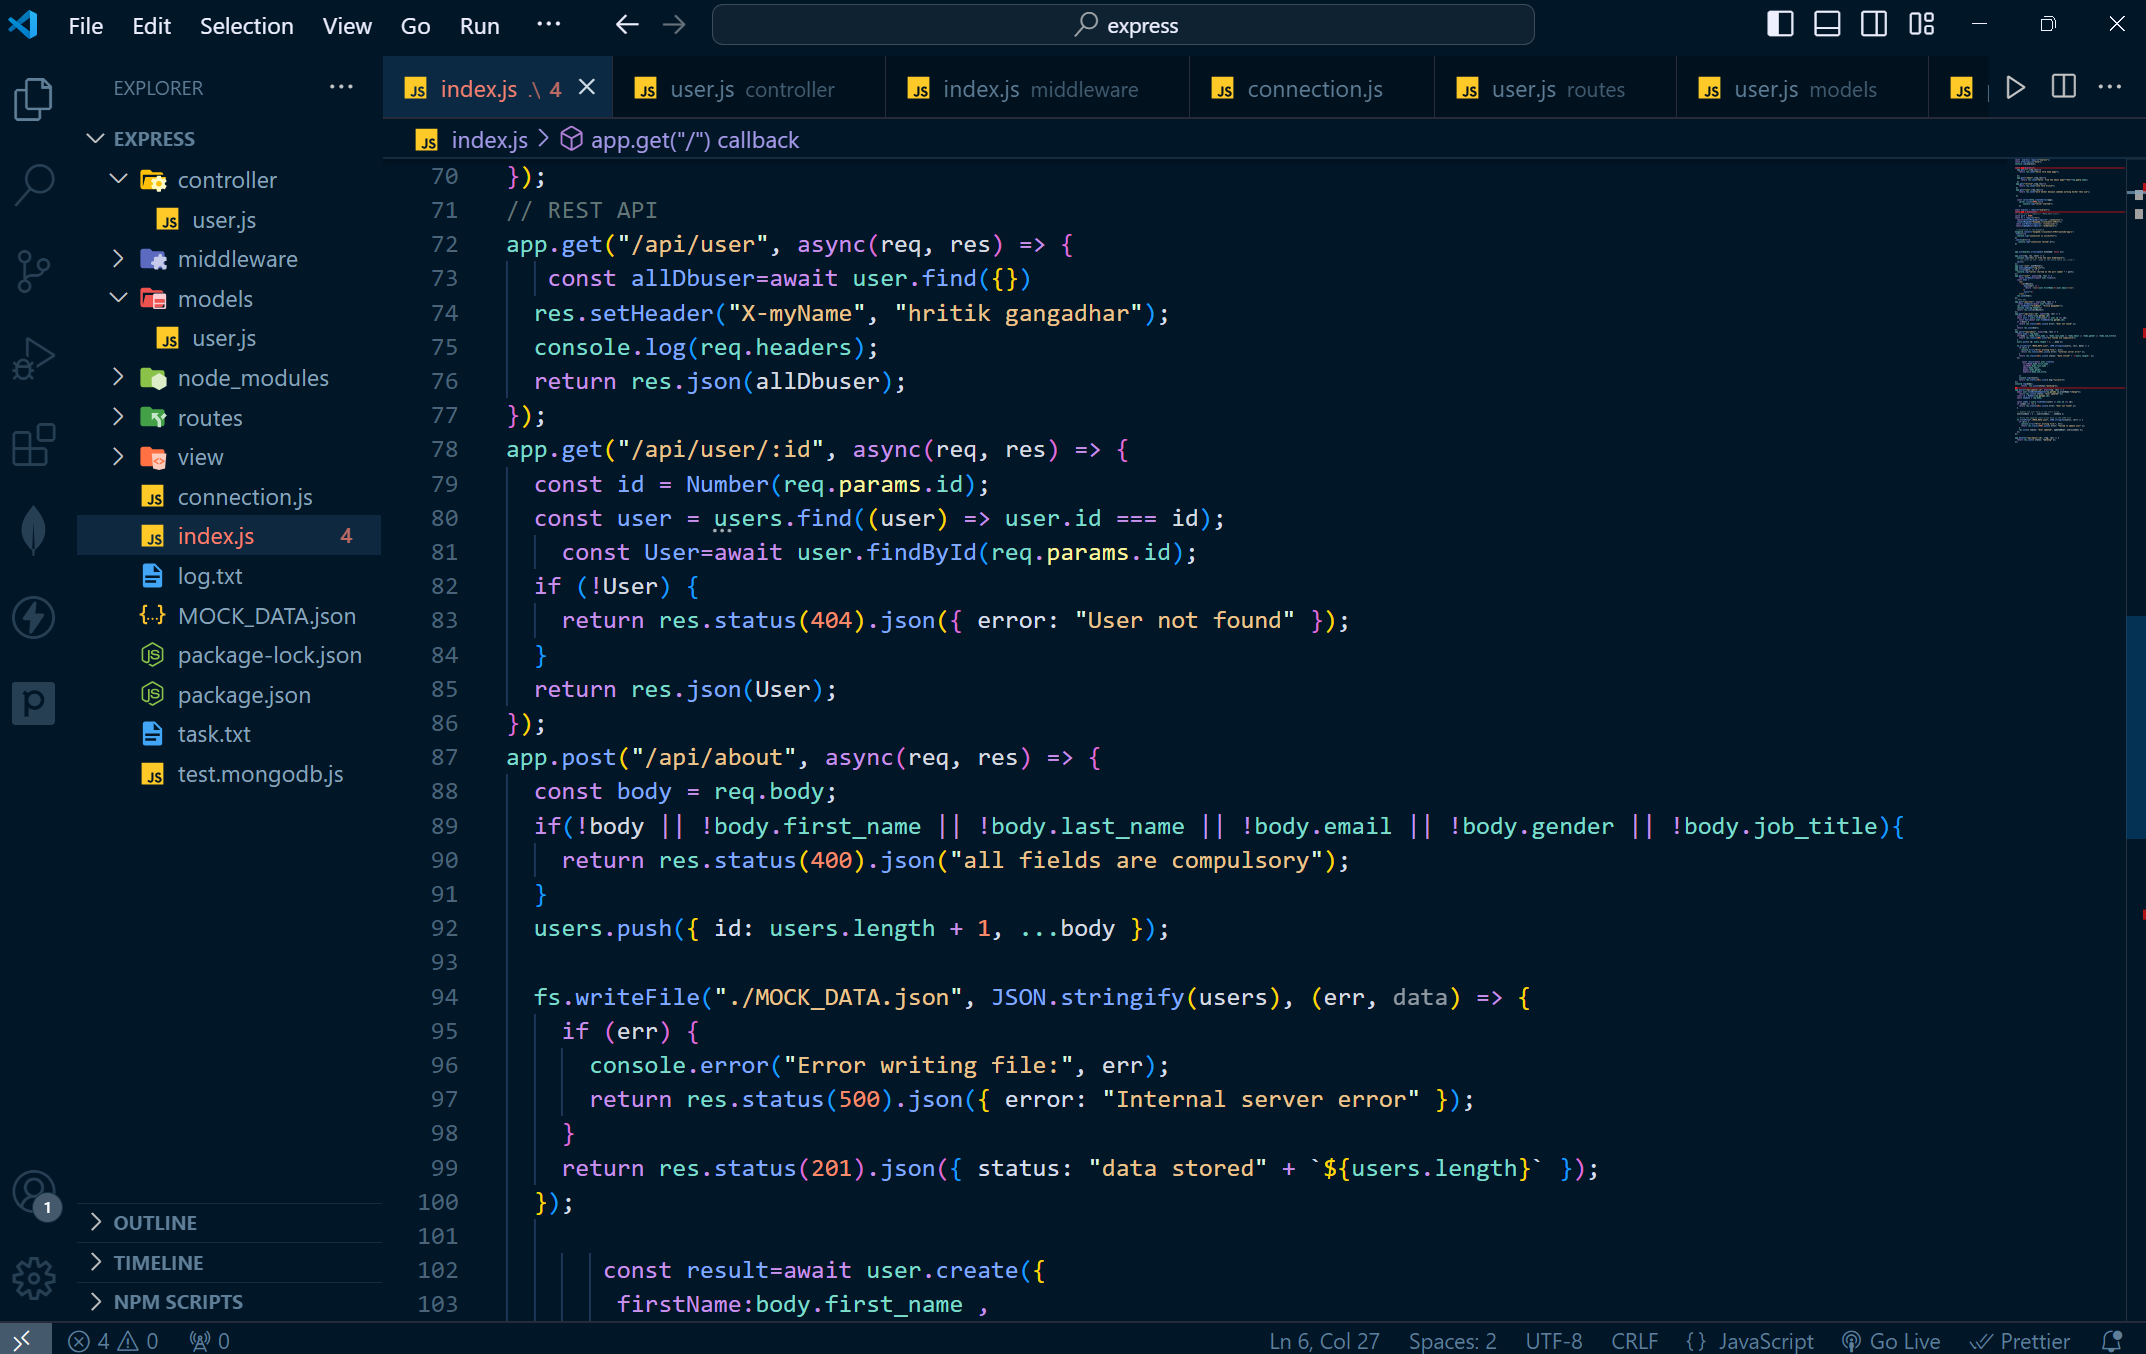 File Edit Selection View Go Run ··· express
EXPLORER ···
EXPRESS
controller
user.js
middleware
models
user.js
node_modules
routes
view
connection.js
index.js 4
log.txt
MOCK_DATA.json
package-lock.json
package.json
task.txt
test.mongodb.js
OUTLINE
TIMELINE
NPM SCRIPTS
index.js .\ 4 user.js controller index.js middleware connection.js user.js routes user.js models
index.js > app.get("/") callback
70 });
71 // REST API
72 app.get("/api/user", async(req, res) => {
73 const allDbuser=await user.find({})
74 res.setHeader("X-myName", "hritik gangadhar");
75 console.log(req.headers);
76 return res.json(allDbuser);
77 });
78 app.get("/api/user/:id", async(req, res) => {
79 const id = Number(req.params.id);
80 const user = users.find((user) => user.id === id);
81 const User=await user.findById(req.params.id);
82 if (!User) {
83 return res.status(404).json({ error: "User not found" });
84 }
85 return res.json(User);
86 });
87 app.post("/api/about", async(req, res) => {
88 const body = req.body;
89 if(!body || !body.first_name || !body.last_name || !body.email || !body.gender || !body.job_title){
90 return res.status(400).json("all fields are compulsory");
91 }
92 users.push({ id: users.length + 1, ...body });
93
94 fs.writeFile("./MOCK_DATA.json", JSON.stringify(users), (err, data) => {
95 if (err) {
96 console.error("Error writing file:", err);
97 return res.status(500).json({ error: "Internal server error" });
98 }
99 return res.status(201).json({ status: "data stored" + `${users.length}` });
100 });
101
102 const result=await user.create({
103 firstName:body.first_name ,
1
4 0 0 Ln 6, Col 27 Spaces: 2 UTF-8 CRLF {} JavaScript Go Live Prettier